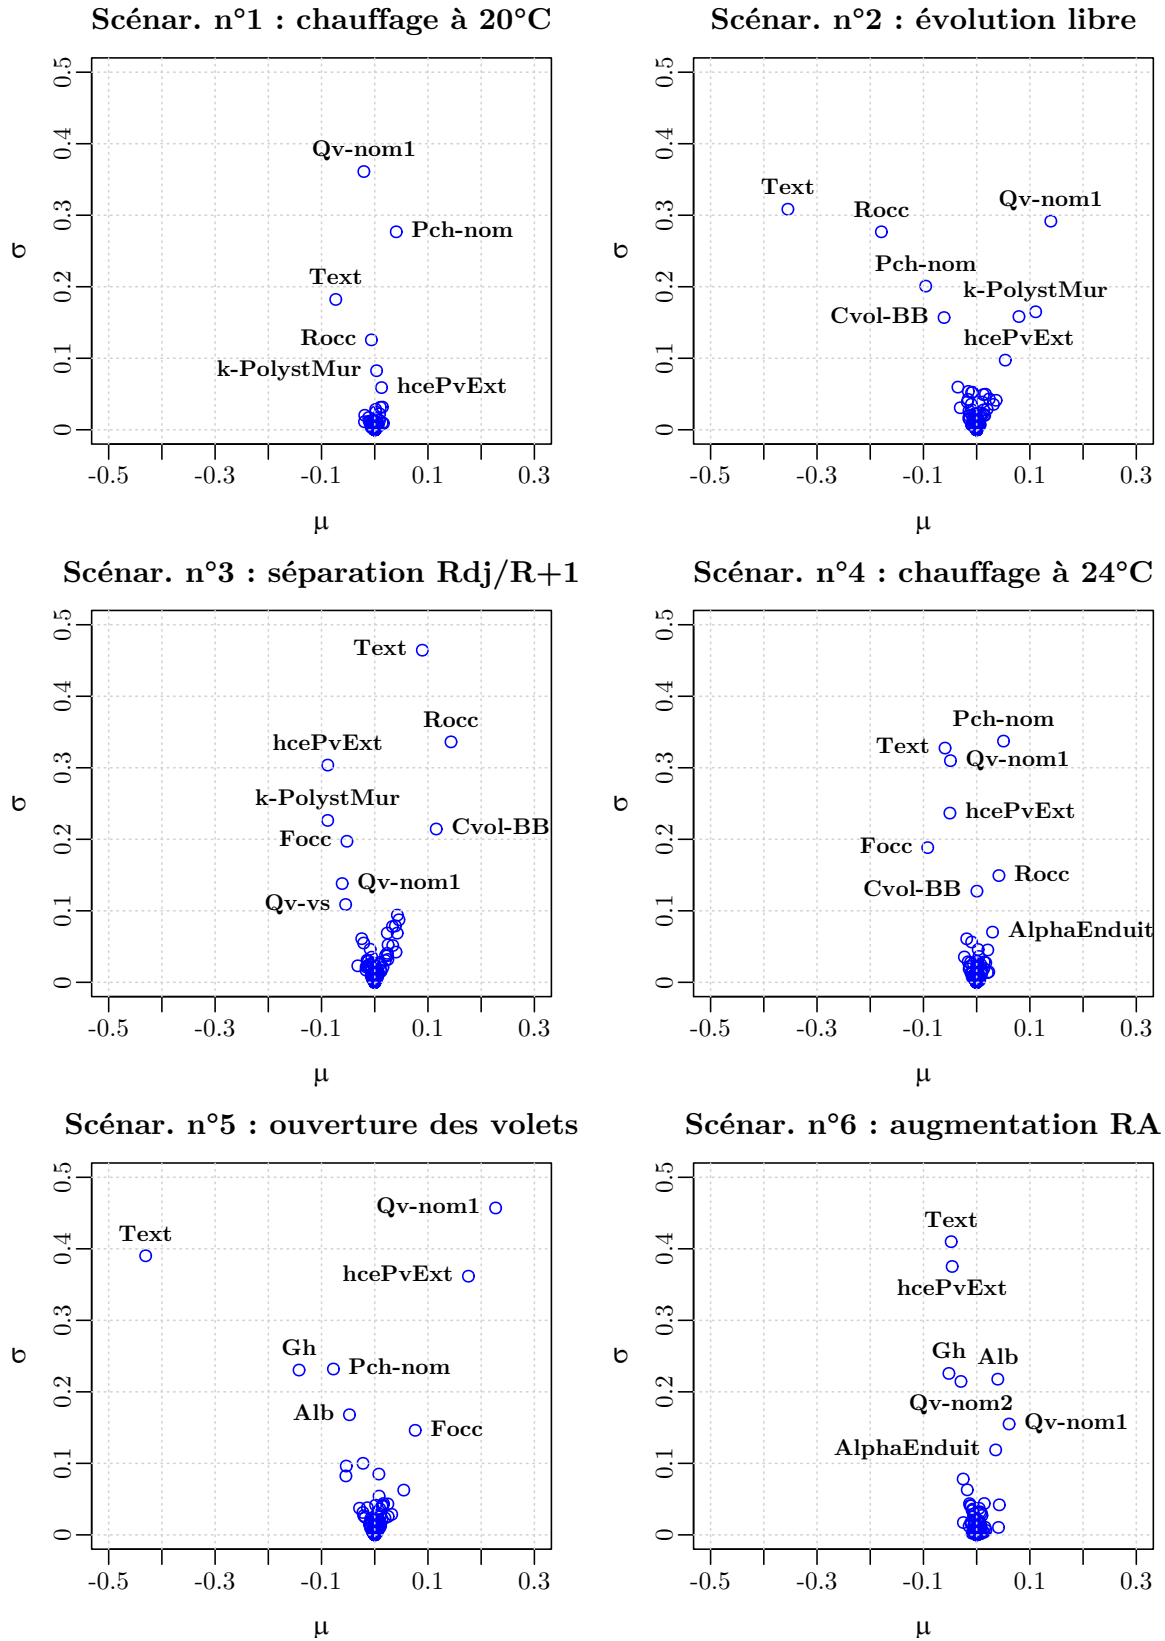 Scénar. n°1 : chauffage à 20°C
0.5
0.4
0.3
0.2
0.1
0
σ
Qv-nom1
Pch-nom
Text
Rocc
k-PolystMur
hcePvExt
-0.5 -0.3 -0.1 0.1 0.3
μ
Scénar. n°2 : évolution libre
0.5
0.4
0.3
0.2
0.1
0
σ
Text
Qv-nom1
Rocc
Pch-nom
k-PolystMur
Cvol-BB
hcePvExt
-0.5 -0.3 -0.1 0.1 0.3
μ
Scénar. n°3 : séparation Rdj/R+1
0.5
0.4
0.3
0.2
0.1
0
σ
Text
Rocc
hcePvExt
k-PolystMur
Cvol-BB
Focc
Qv-nom1
Qv-vs
-0.5 -0.3 -0.1 0.1 0.3
μ
Scénar. n°4 : chauffage à 24°C
0.5
0.4
0.3
0.2
0.1
0
σ
Pch-nom
Text
Qv-nom1
hcePvExt
Focc
Rocc
Cvol-BB
AlphaEnduit
-0.5 -0.3 -0.1 0.1 0.3
μ
Scénar. n°5 : ouverture des volets
0.5
0.4
0.3
0.2
0.1
0
σ
Qv-nom1
Text
hcePvExt
Gh
Pch-nom
Alb
Focc
-0.5 -0.3 -0.1 0.1 0.3
μ
Scénar. n°6 : augmentation RA
0.5
0.4
0.3
0.2
0.1
0
σ
Text
hcePvExt
Gh
Alb
Qv-nom2
Qv-nom1
AlphaEnduit
-0.5 -0.3 -0.1 0.1 0.3
μ